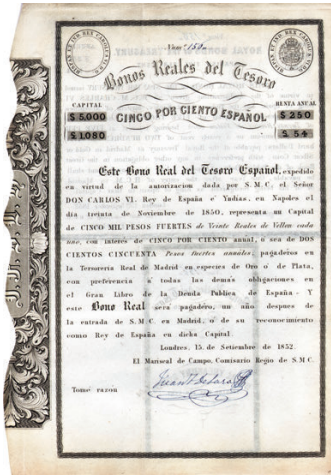 Núm. 150
Bonos Reales del Tesoro
CAPITAL
CINCO POR CIENTO ESPAÑOL
RENTA ANUAL
$ 5.000
$ 250
$ 1.080
$ 54
Este Bono Real del Tesoro Español, expedido
en virtud de la autorizacion dada por S. M. C. el Señor
DON CARLOS VI. Rey de España é Yndias, en Napoles el
dia treinta de Noviembre de 1850, representa un Capital
de CINCO MIL PESOS FUERTES de Veinte Reales de Vellon cada
uno, con interes de CINCO POR CIENTO anual, ó sea de DOS
CIENTOS CINCUENTA Pesos fuertes anuales, pagaderos en
la Tersoreria Real de Madrid en especies de Oro ó de Plata,
con preferencia à todas las demás obligaciones en
el Gran Libro de la Deuda Publica de España - Y
este Bono Real sera pagadero, un año despues de
la entrada de S. M. C. en Madrid, ó de su reconocimiento
como Rey de España en dicha Capital.
Londres, 15. de Setiembre de 1852.
El Mariscal de Campo, Comisario Regio de S. M. C.
Tomé razon